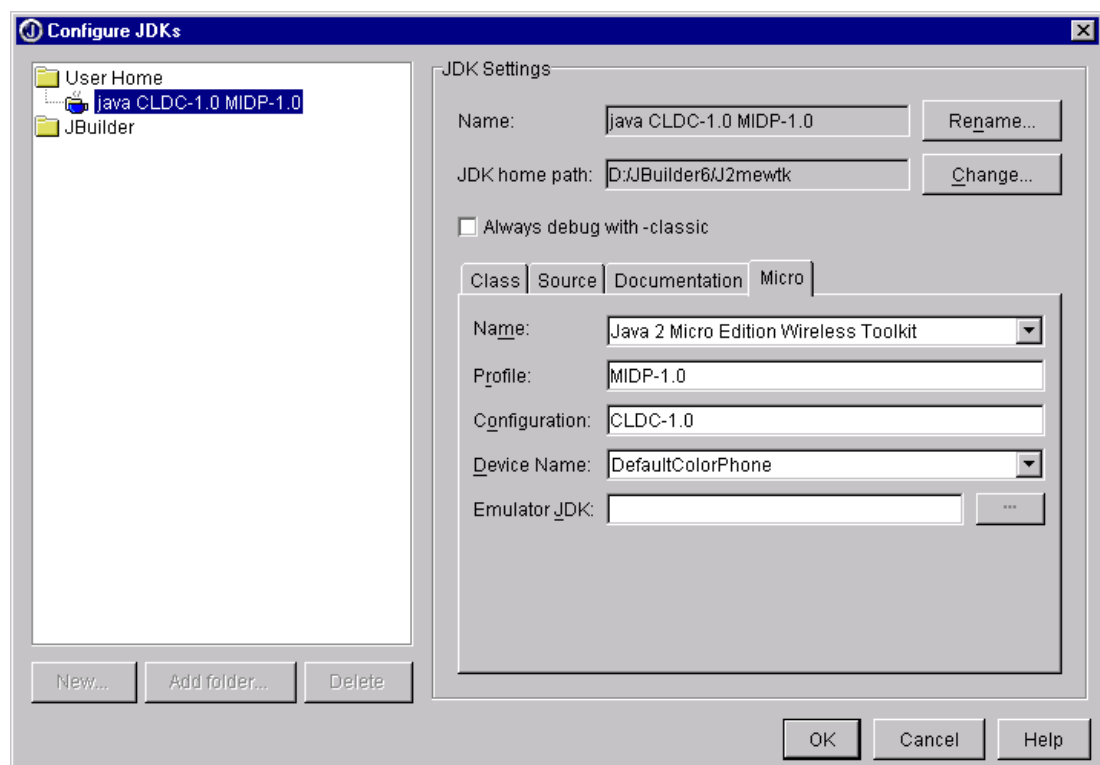 Configure JDKs
User Home
java CLDC-1.0 MIDP-1.0
JBuilder
New...
Add folder...
Delete
JDK Settings
Name: java CLDC-1.0 MIDP-1.0 Rename...
JDK home path: D:/JBuilder6/J2mewtk Change...
Always debug with -classic
Class Source Documentation Micro
Name: Java 2 Micro Edition Wireless Toolkit
Profile: MIDP-1.0
Configuration: CLDC-1.0
Device Name: DefaultColorPhone
Emulator JDK: ...
OK Cancel Help